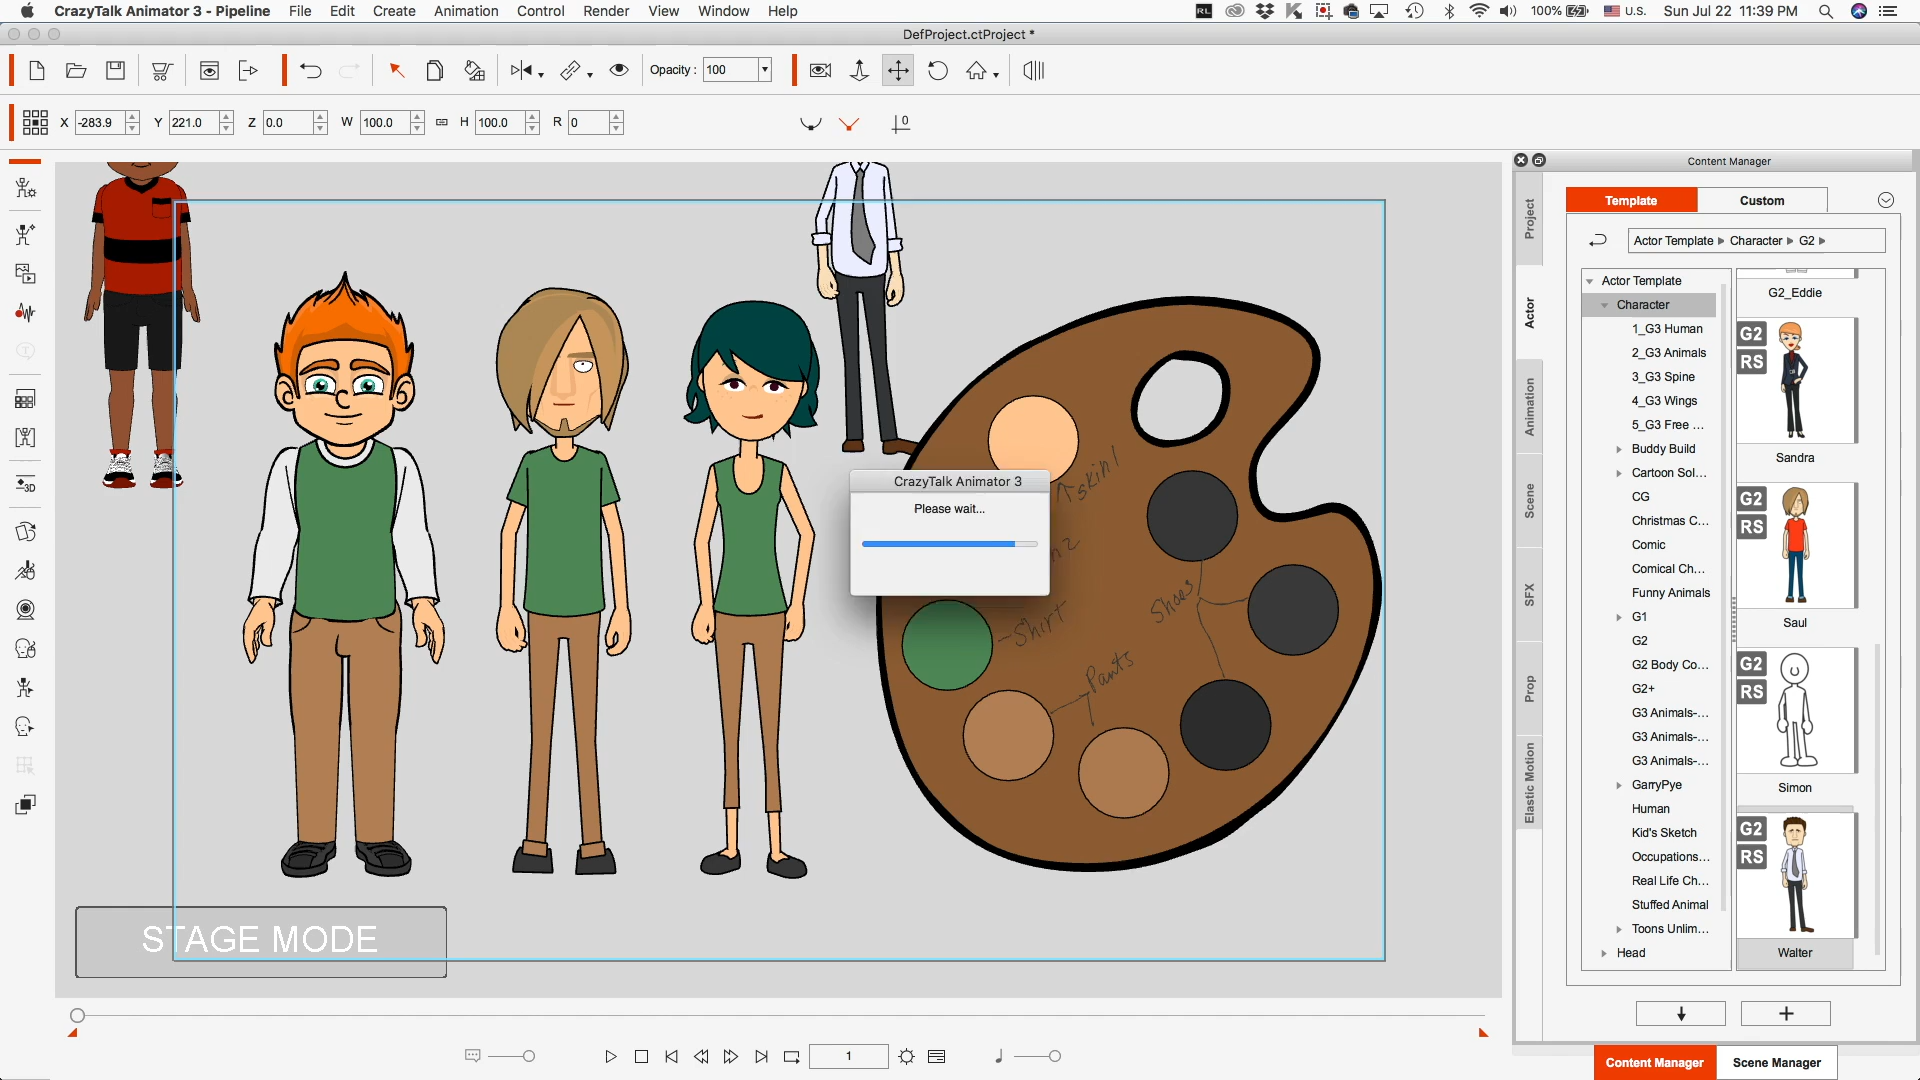 CrazyTalk Animator 3 - Pipeline File Edit Create Animation Control Render View Window Help
RL 100% U.S. Sun Jul 22 11:39 PM
DefProject.ctProject *
Opacity : 100
X -283.9 Y 221.0 Z 0.0 W 100.0 H 100.0 R 0
0
Content Manager
Template Custom
Actor Template Character G2
Project
Actor
Animation
Scene
SFX
Prop
Elastic Motion
Actor Template
Character
1_G3 Human
2_G3 Animals
3_G3 Spine
4_G3 Wings
5_G3 Free ...
Buddy Build
Cartoon Sol...
CG
Christmas C...
Comic
Comical Ch...
Funny Animals
G1
G2
G2 Body Co...
G2+
G3 Animals-...
G3 Animals-...
G3 Animals-...
GarryPye
Human
Kid's Sketch
Occupations...
Real Life Ch...
Stuffed Animal
Toons Unlim...
Head
G2_Eddie
G2
RS
Sandra
G2
RS
Saul
G2
RS
Simon
G2
RS
Walter
3D
CrazyTalk Animator 3
Please wait...
skin1
n 2
Shirt
Shoes
Pants
STAGE MODE
1
Content Manager Scene Manager